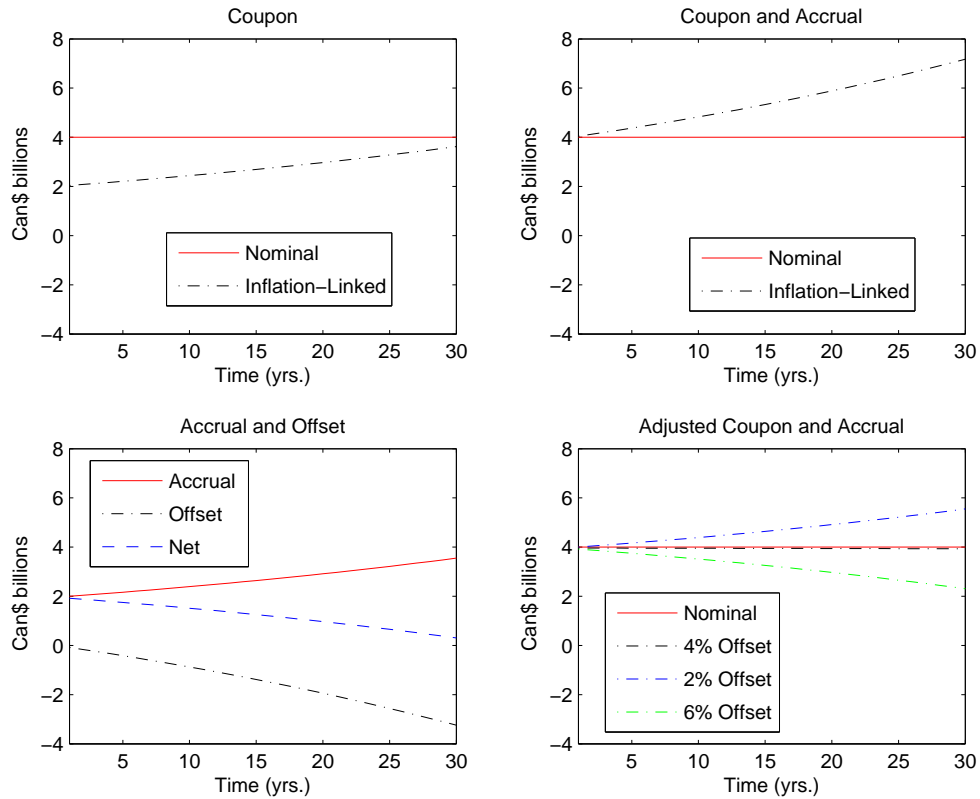 Coupon
8
6
4
2
0
−2
−4
Can$ billions
Nominal
Inflation−Linked
5 10 15 20 25 30
Time (yrs.)
Coupon and Accrual
8
6
4
2
0
−2
−4
Can$ billions
Nominal
Inflation−Linked
5 10 15 20 25 30
Time (yrs.)
Accrual and Offset
8
6
4
2
0
−2
−4
Can$ billions
Accrual
Offset
Net
5 10 15 20 25 30
Time (yrs.)
Adjusted Coupon and Accrual
8
6
4
2
0
−2
−4
Can$ billions
Nominal
4% Offset
2% Offset
6% Offset
5 10 15 20 25 30
Time (yrs.)